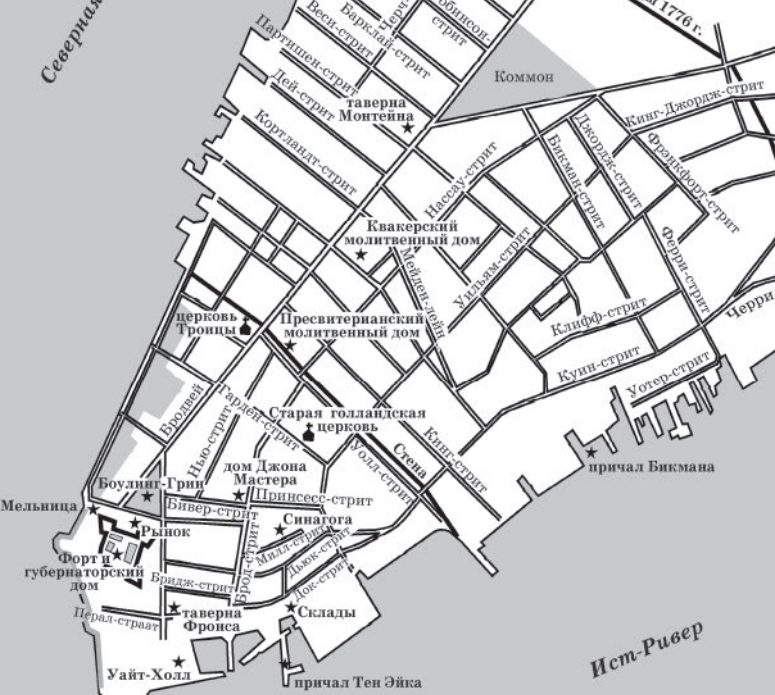 Северная
ы 1776 г.
Черч-
обинсон-
стрит
Барклай-стрит
Веси-стрит
Партишен-стрит
Дей-стрит
Кортландт-стрит
таверна
Монтейна
Коммон
Кинг-Джордж-стрит
Джордж-стрит
Бикман-стрит
Фрэнкфорт-стрит
Нассау-стрит
Квакерский
молитвенный дом
Мейден-лейн
Уильям-стрит
Ферри-стрит
Черри
Клифф-стрит
Куин-стрит
Уотер-стрит
церковь
Троицы
Пресвитерианский
молитвенный дом
Бродвей
Гарден-стрит
Нью-стрит
Старая голландская
церковь
Стена
Кинг-стрит
Уолл-стрит
причал Бикмана
дом Джона
Мастера
Боулинг-Грин
Принсесс-стрит
Бивер-стрит
Мельница
Рынок
Синагога
Милл-стрит
Дьюк-стрит
Док-стрит
Брод-стрит
Форт и
губернаторский
дом
Бридж-стрит
Перал-страат
таверна
Фронса
Склады
Уайт-Холл
причал Тен Эйка
Ист-Ривер